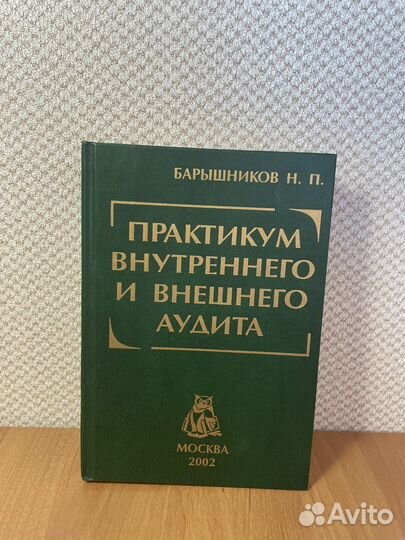 БАРЫШНИКОВ Н. П.
ПРАКТИКУМ
ВНУТРЕННЕГО
И ВНЕШНЕГО
АУДИТА
МОСКВА
2002
Avito